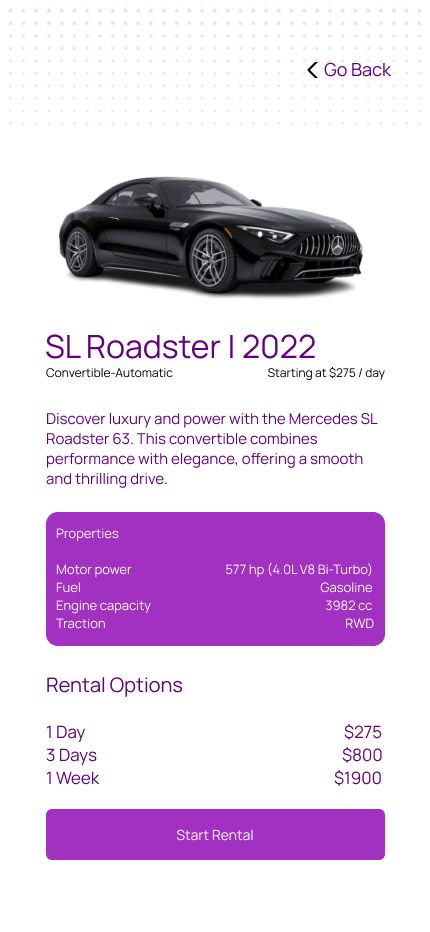 Go Back
SL Roadster | 2022
Convertible-Automatic Starting at $275 / day
Discover luxury and power with the Mercedes SL
Roadster 63. This convertible combines
performance with elegance, offering a smooth
and thrilling drive.
Properties
Motor power 577 hp (4.0L V8 Bi-Turbo)
Fuel Gasoline
Engine capacity 3982 cc
Traction RWD
Rental Options
1 Day $275
3 Days $800
1 Week $1900
Start Rental